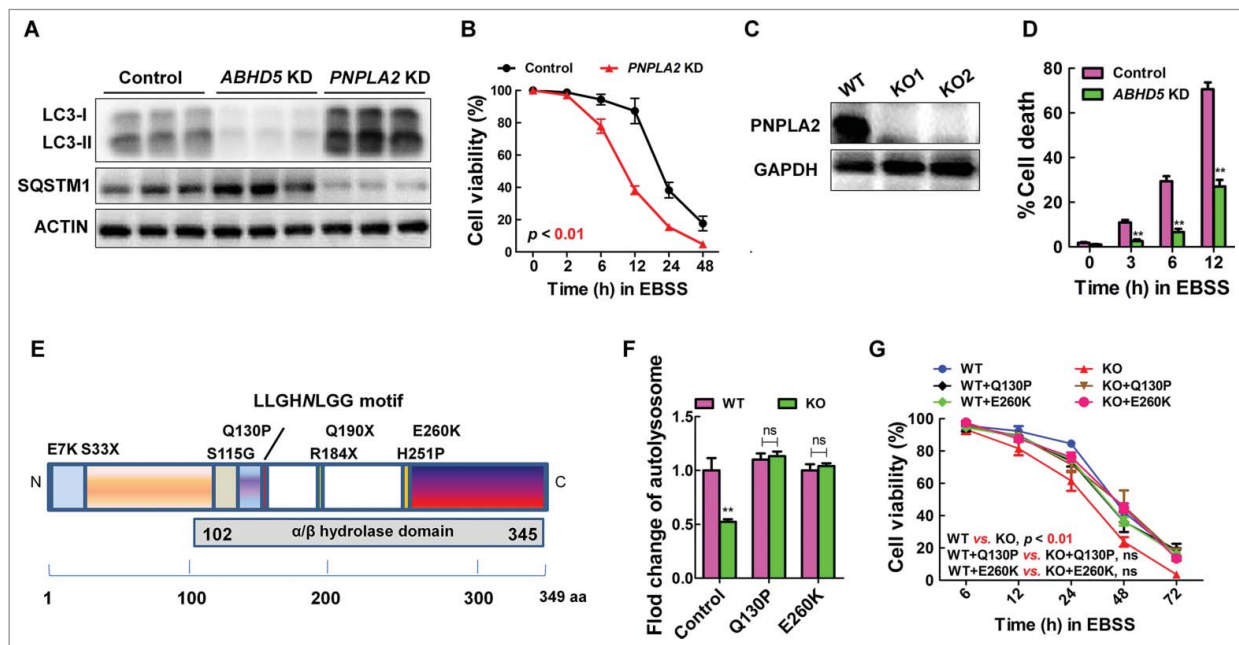 A
Control ABHD5 KD PNPLA2 KD
LC3-I
LC3-II
SQSTM1
ACTIN
B
Control PNPLA2 KD
Cell viability (%)
100
80
60
40
20
0
p < 0.01
0 2 6 12 24 48
Time (h) in EBSS
C
WT KO1 KO2
PNPLA2
GAPDH
D
Control
ABHD5 KD
% Cell death
80
60
40
20
0
**
**
**
0 3 6 12
Time (h) in EBSS
E
LLGHNLGG motif
Q130P Q190X E260K
E7K S33X S115G R184X H251P
N C
102 α/β hydrolase domain 345
1 100 200 300 349 aa
F
WT KO
Flod change of autolysosome
1.5
1.0
0.5
0.0
**
ns
ns
Control Q130P E260K
G
WT KO
WT+Q130P KO+Q130P
WT+E260K KO+E260K
Cell viability (%)
100
80
60
40
20
0
WT vs. KO, p < 0.01
WT+Q130P vs. KO+Q130P, ns
WT+E260K vs. KO+E260K, ns
6 12 24 48 72
Time (h) in EBSS